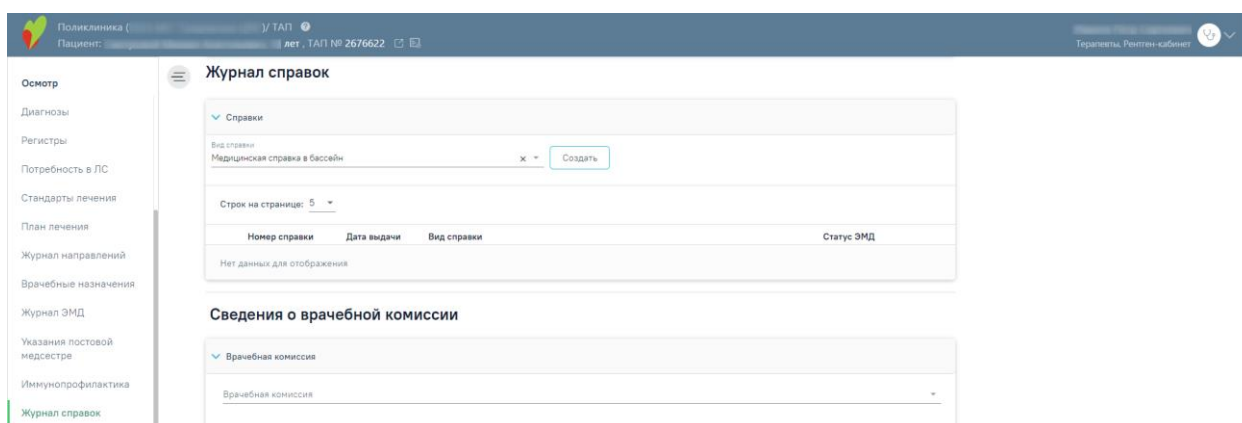 Поликлиника (
)/ ТАП
Пациент:
лет , ТАП № 2676622
Терапевты, Рентген-кабинет
Осмотр
Диагнозы
Регистры
Потребность в ЛС
Стандарты лечения
План лечения
Журнал направлений
Врачебные назначения
Журнал ЭМД
Указания постовой
медсестре
Иммунопрофилактика
Журнал справок
Журнал справок
Справки
Вид справки
Медицинская справка в бассейн
Создать
Строк на странице: 5
Номер справки Дата выдачи Вид справки Статус ЭМД
Нет данных для отображения
Сведения о врачебной комиссии
Врачебная комиссия
Врачебная комиссия